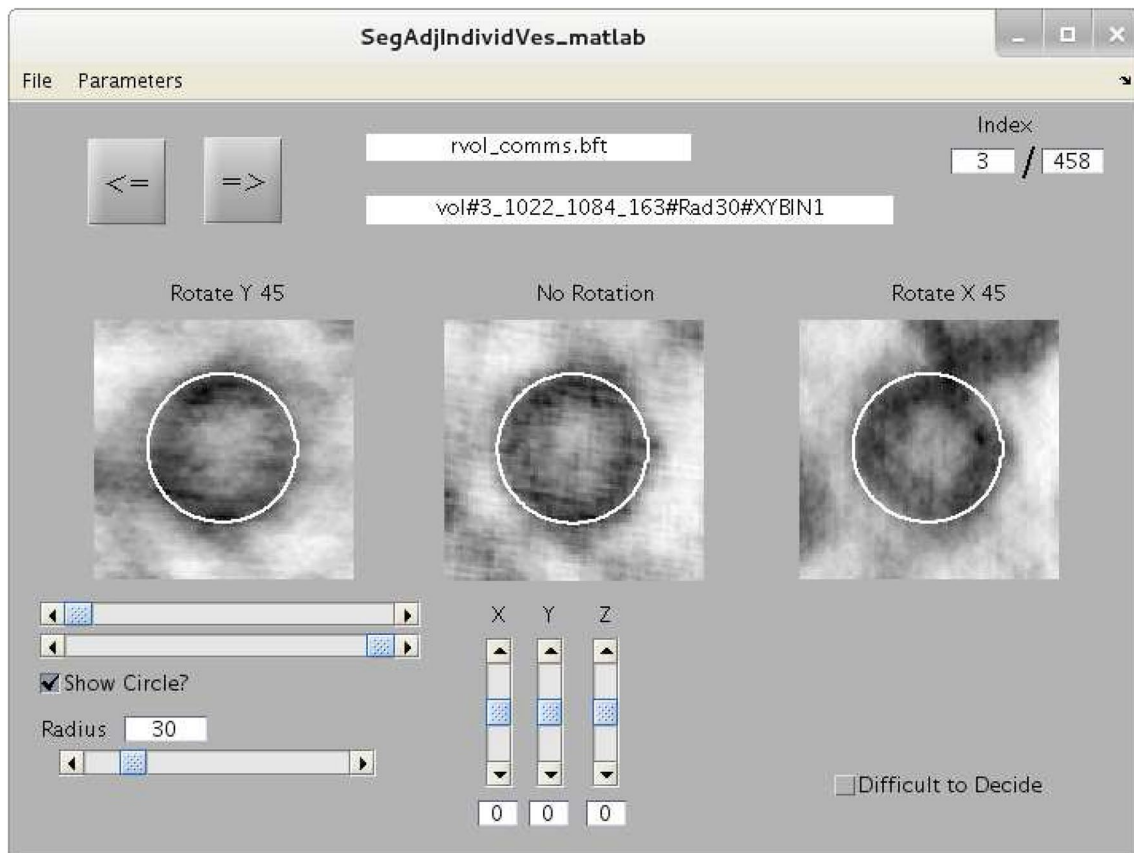 SegAdjIndividVes_matlab
File Parameters
<= => rvol_comms.bft Index
3 / 458
vol#3_1022_1084_163#Rad30#XYBIN1
Rotate Y 45 No Rotation Rotate X 45
X Y Z
Show Circle?
Radius 30
Difficult to Decide
0 0 0